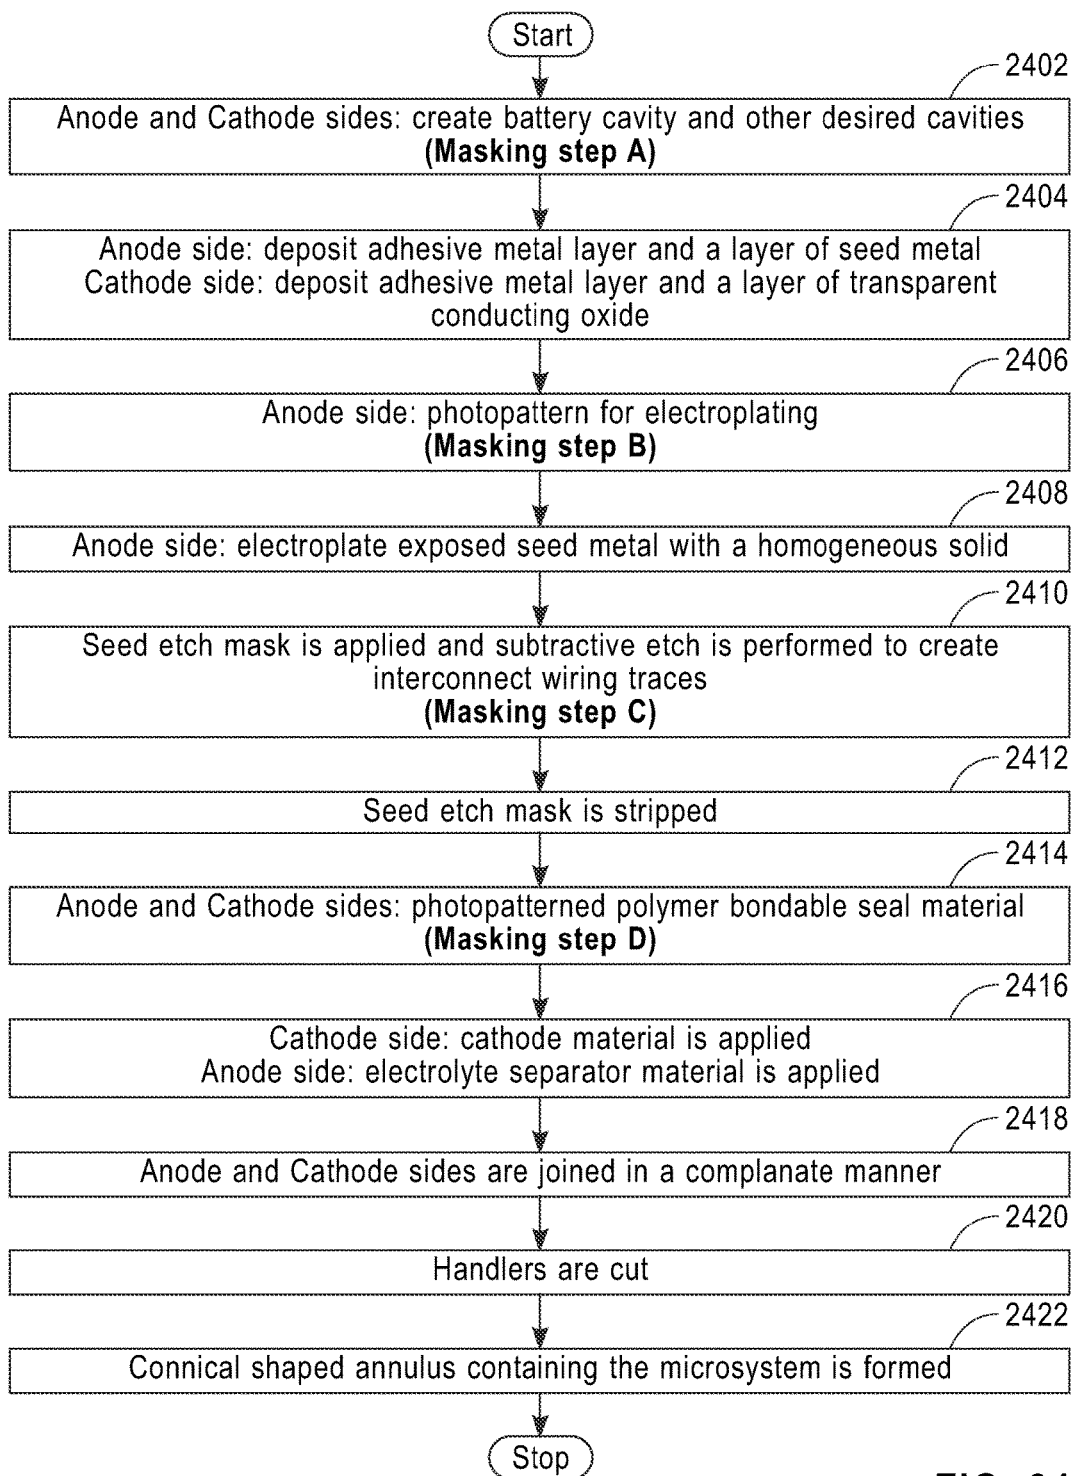 Start
2402
Anode and Cathode sides: create battery cavity and other desired cavities
(Masking step A)
2404
Anode side: deposit adhesive metal layer and a layer of seed metal
Cathode side: deposit adhesive metal layer and a layer of transparent
conducting oxide
2406
Anode side: photopattern for electroplating
(Masking step B)
2408
Anode side: electroplate exposed seed metal with a homogeneous solid
2410
Seed etch mask is applied and subtractive etch is performed to create
interconnect wiring traces
(Masking step C)
2412
Seed etch mask is stripped
2414
Anode and Cathode sides: photopatterned polymer bondable seal material
(Masking step D)
2416
Cathode side: cathode material is applied
Anode side: electrolyte separator material is applied
2418
Anode and Cathode sides are joined in a complanate manner
2420
Handlers are cut
2422
Connical shaped annulus containing the microsystem is formed
Stop